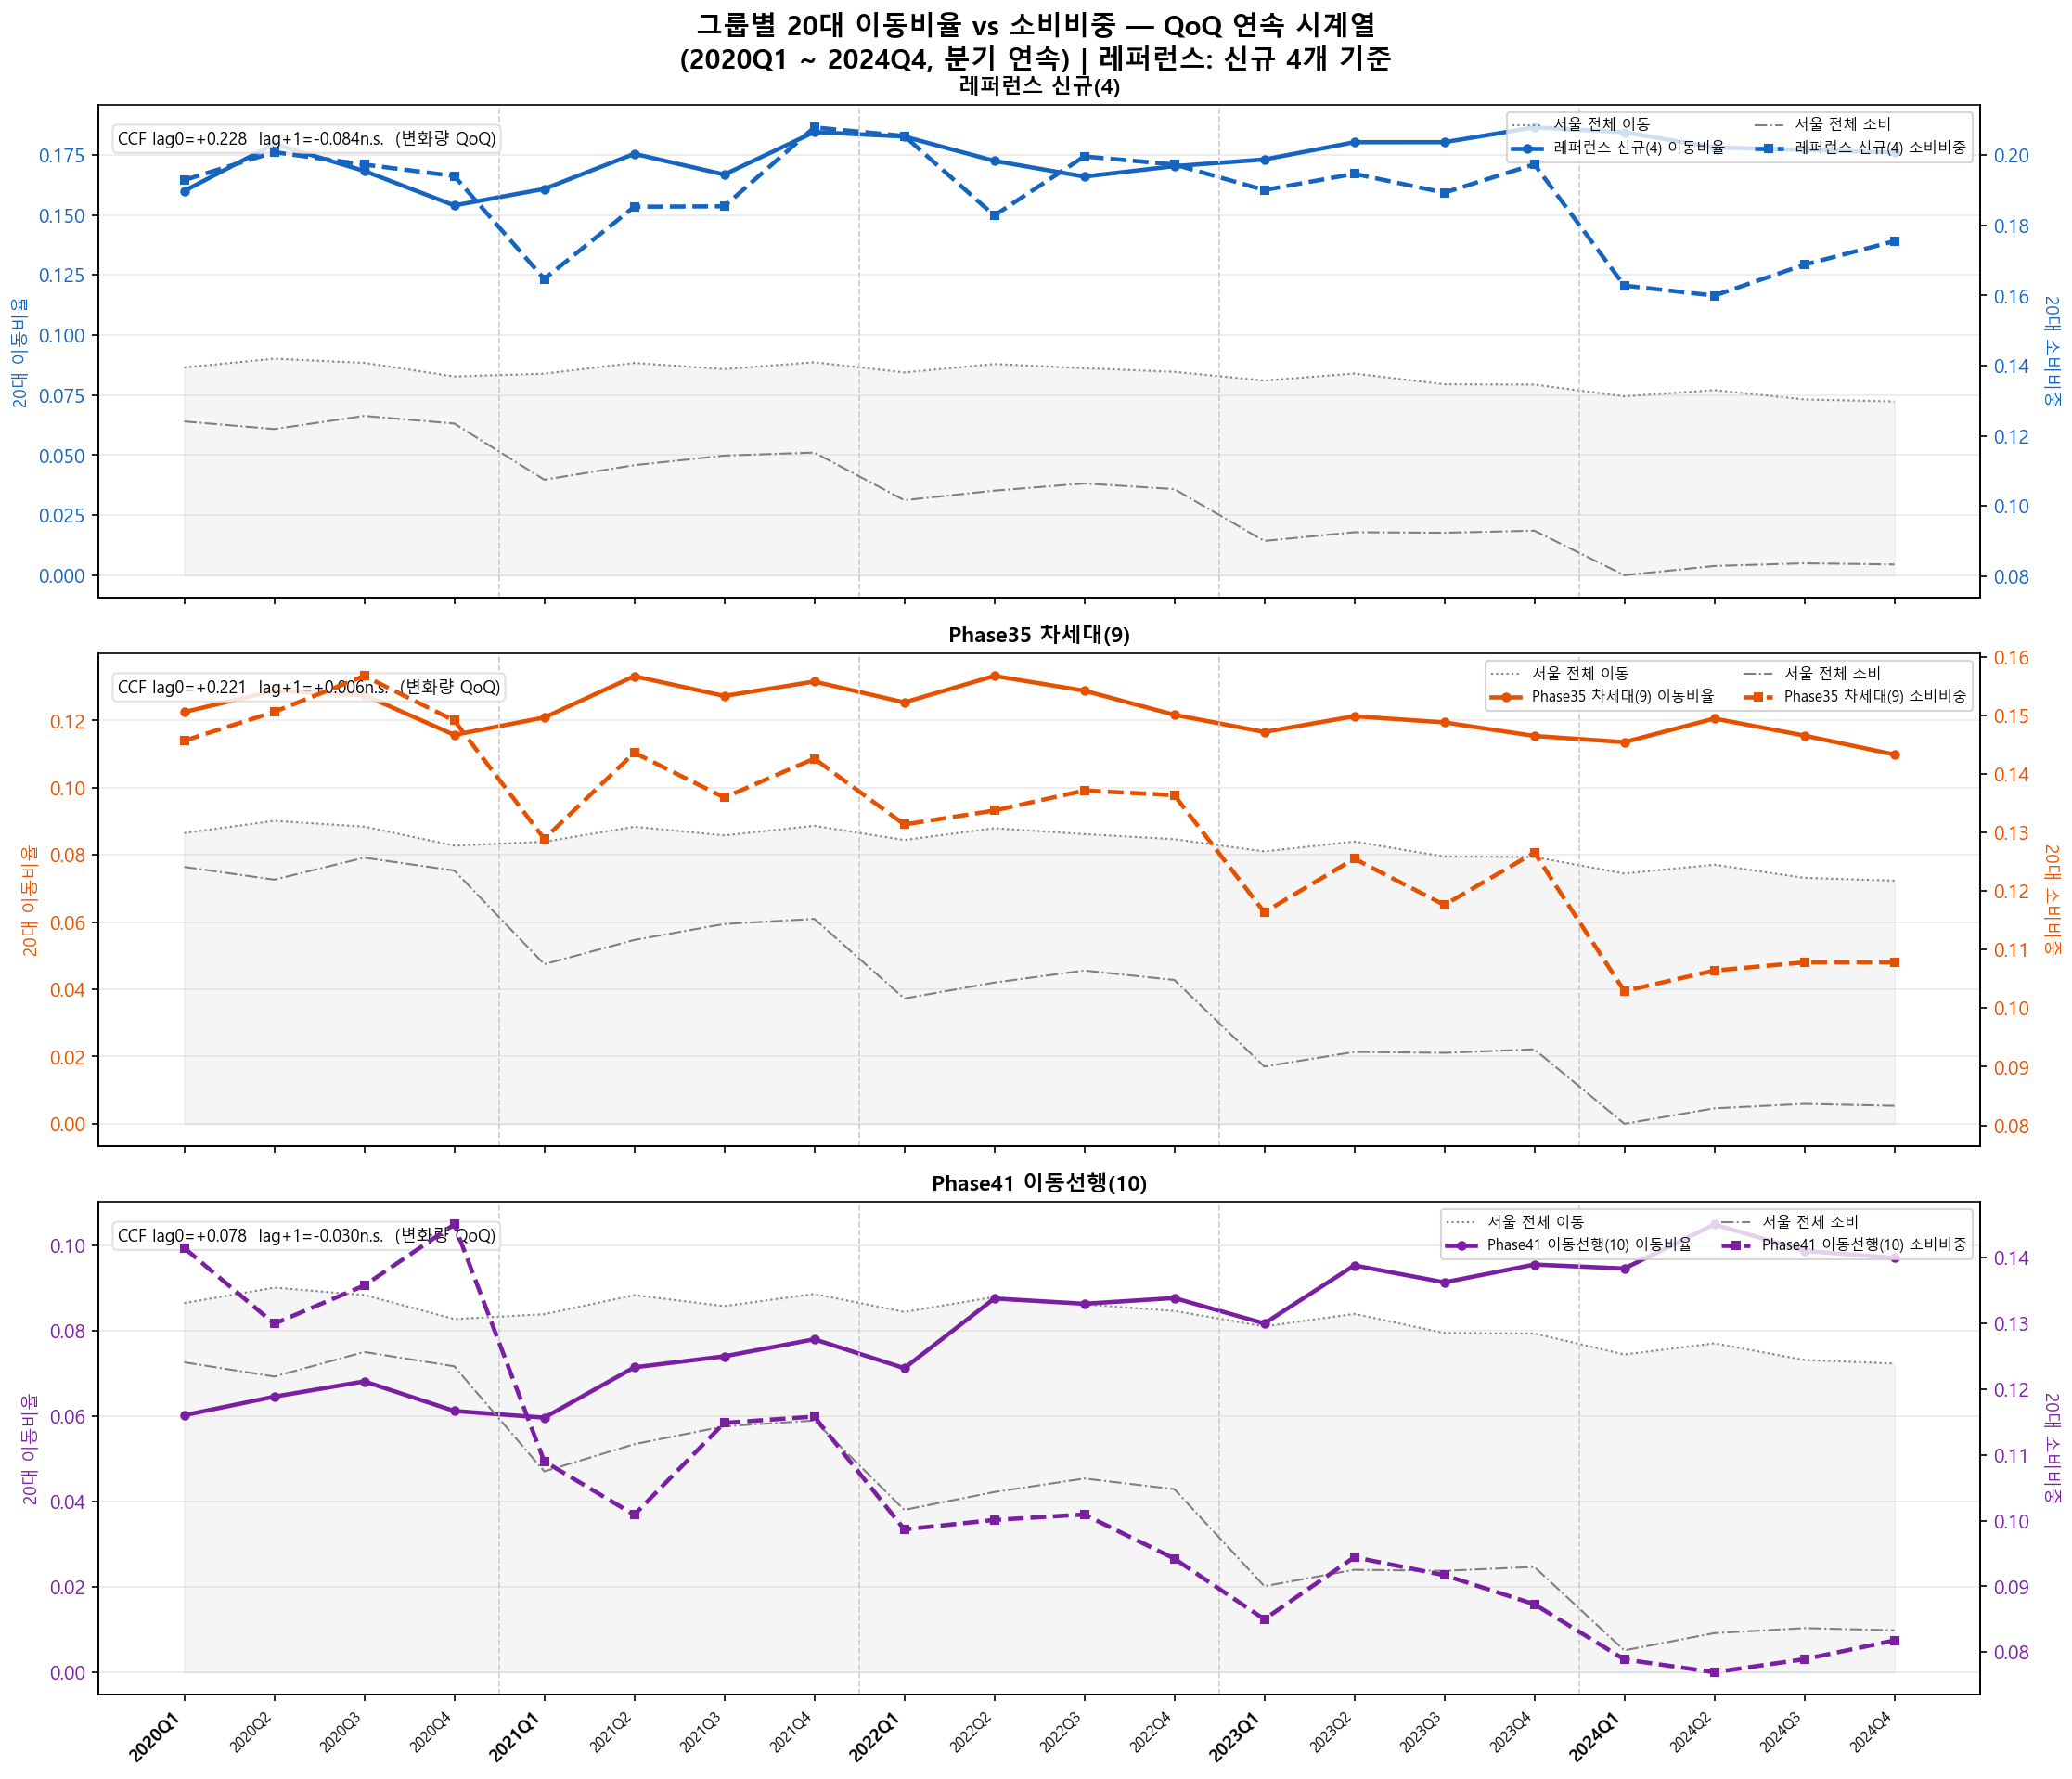 그룹별 20대 이동비율 vs 소비비중 — QoQ 연속 시계열
(2020Q1 ~ 2024Q4, 분기 연속) | 레퍼런스: 신규 4개 기준
레퍼런스 신규(4)
CCF lag0=+0.228 lag+1=-0.084n.s. (변화량 QoQ)
서울 전체 이동
서울 전체 소비
레퍼런스 신규(4) 이동비율
레퍼런스 신규(4) 소비비중
20대 이동비율
0.175
0.150
0.125
0.100
0.075
0.050
0.025
0.000
0.20
0.18
0.16
0.14
0.12
0.10
0.08
20대 소비비중
Phase35 차세대(9)
CCF lag0=+0.221 lag+1=+0.006n.s. (변화량 QoQ)
서울 전체 이동
서울 전체 소비
Phase35 차세대(9) 이동비율
Phase35 차세대(9) 소비비중
20대 이동비율
0.12
0.10
0.08
0.06
0.04
0.02
0.00
0.16
0.15
0.14
0.13
0.12
0.11
0.10
0.09
0.08
20대 소비비중
Phase41 이동선행(10)
CCF lag0=+0.078 lag+1=-0.030n.s. (변화량 QoQ)
서울 전체 이동
서울 전체 소비
Phase41 이동선행(10) 이동비율
Phase41 이동선행(10) 소비비중
20대 이동비율
0.10
0.08
0.06
0.04
0.02
0.00
0.14
0.13
0.12
0.11
0.10
0.09
0.08
20대 소비비중
2020Q1
2020Q2
2020Q3
2020Q4
2021Q1
2021Q2
2021Q3
2021Q4
2022Q1
2022Q2
2022Q3
2022Q4
2023Q1
2023Q2
2023Q3
2023Q4
2024Q1
2024Q2
2024Q3
2024Q4